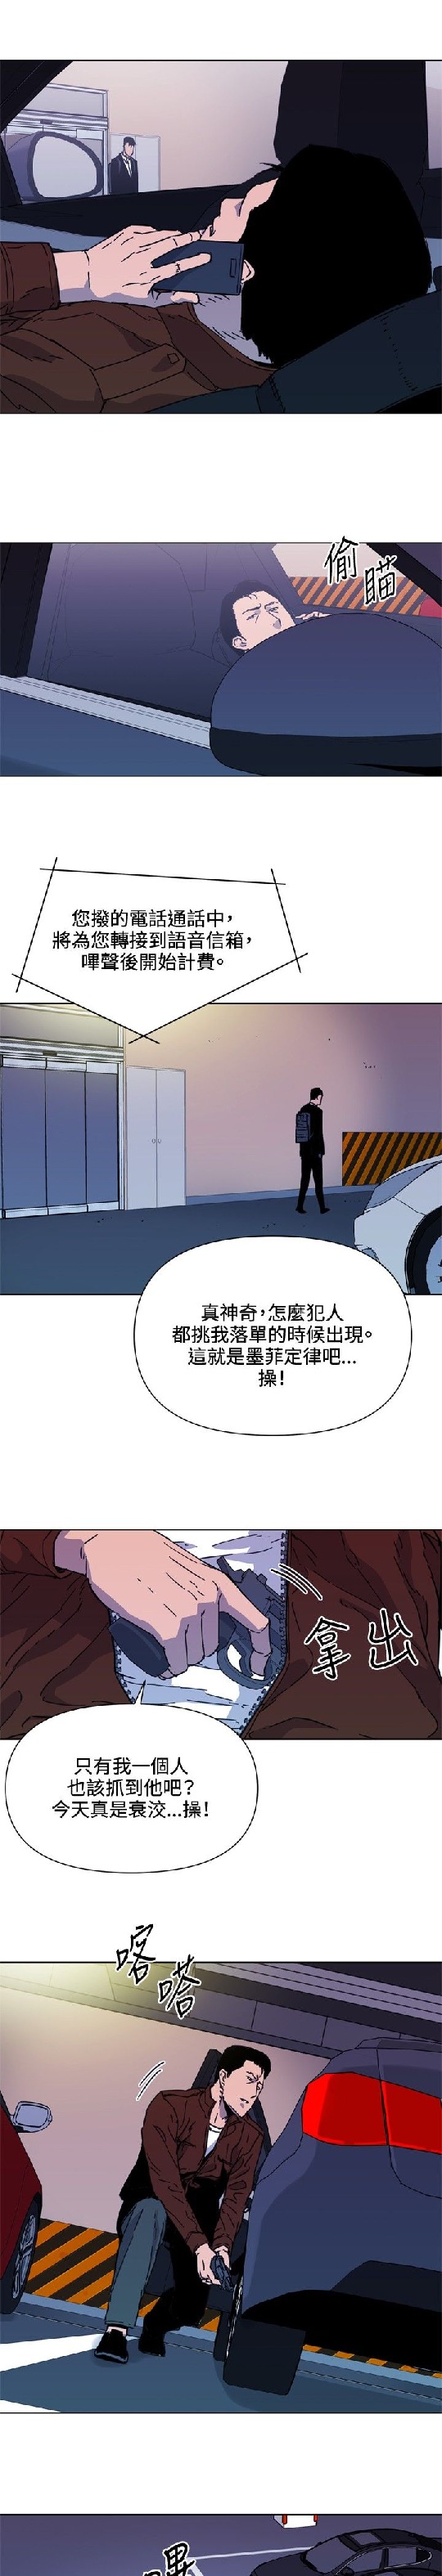 偷瞄
您撥的電話通話中，
將為您轉接到語音信箱，
嗶聲後開始計費。
真神奇，怎麼犯人
都挑我落單的時候出現。
這就是墨菲定律吧...
操！
拿出
只有我一個人
也該抓到他吧？
今天真是衰洨...操！
喀嗒